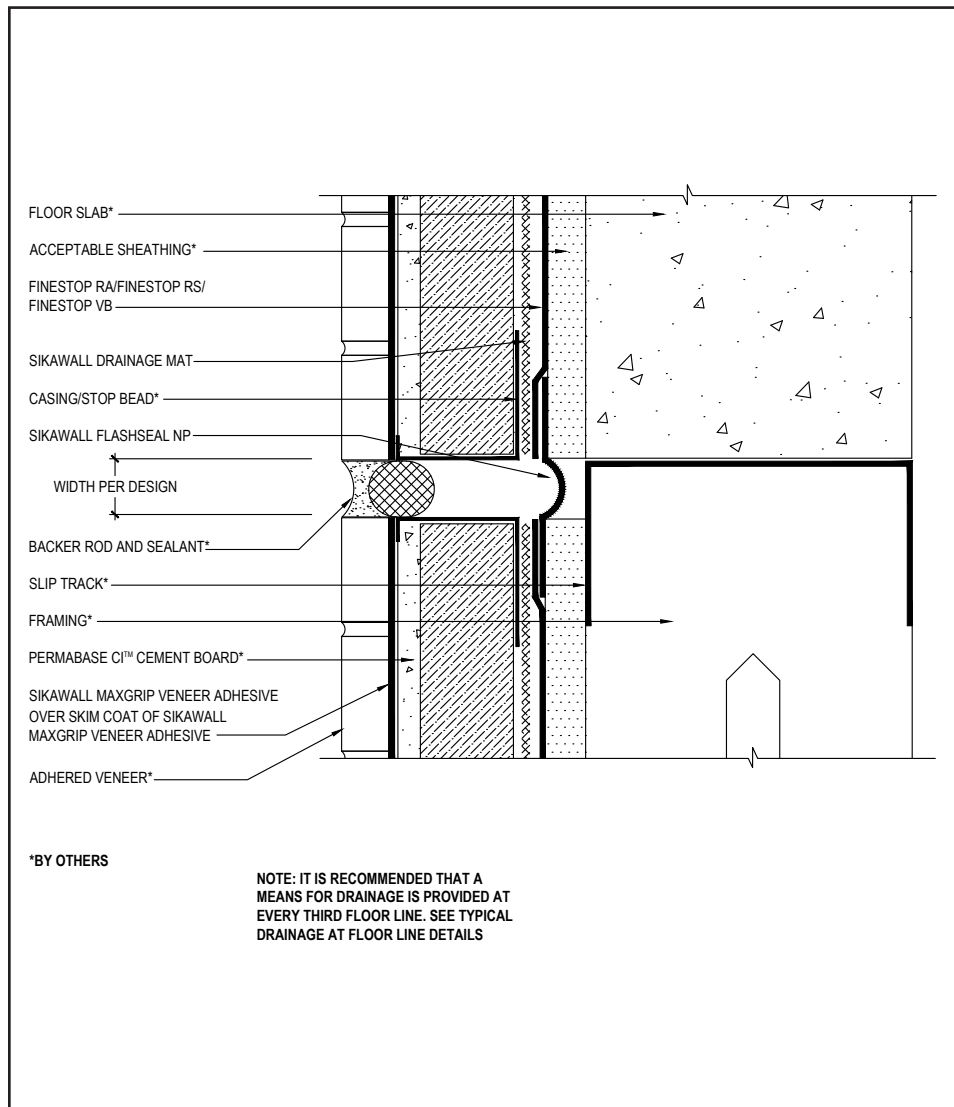 FLOOR SLAB*
ACCEPTABLE SHEATHING*
FINESTOP RA/FINESTOP RS/
FINESTOP VB
SIKAWALL DRAINAGE MAT
CASING/STOP BEAD*
SIKAWALL FLASHSEAL NP
WIDTH PER DESIGN
BACKER ROD AND SEALANT*
SLIP TRACK*
FRAMING*
PERMABASE CI™ CEMENT BOARD*
SIKAWALL MAXGRIP VENEER ADHESIVE
OVER SKIM COAT OF SIKAWALL
MAXGRIP VENEER ADHESIVE
ADHERED VENEER*
*BY OTHERS
NOTE: IT IS RECOMMENDED THAT A
MEANS FOR DRAINAGE IS PROVIDED AT
EVERY THIRD FLOOR LINE. SEE TYPICAL
DRAINAGE AT FLOOR LINE DETAILS